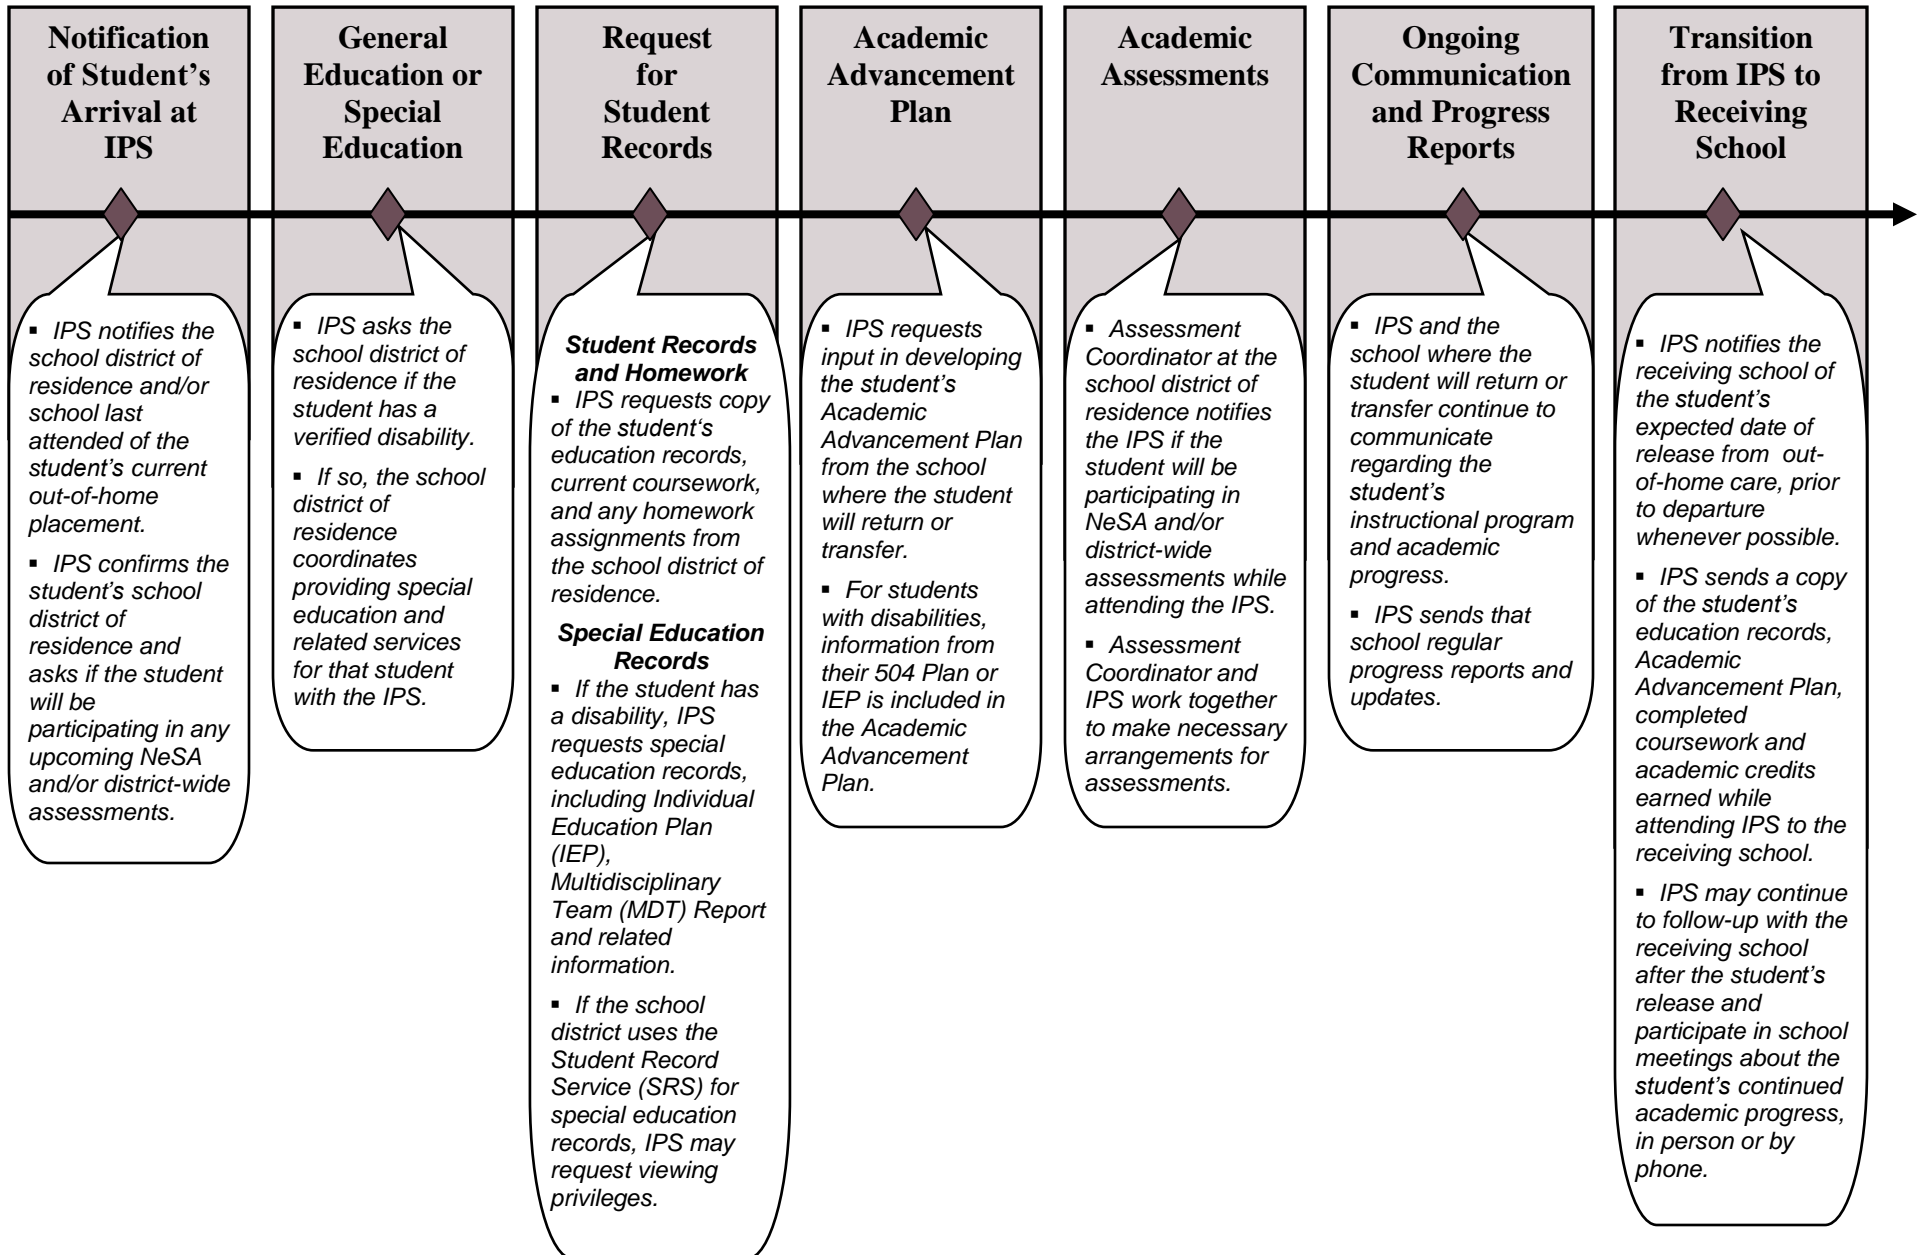 Notification
of Student’s
Arrival at
IPS
General
Education or
Special
Education
Request
for
Student
Records
Academic
Advancement
Plan
Academic
Assessments
Ongoing
Communication
and Progress
Reports
Transition
from IPS to
Receiving
School
▪ IPS notifies the
school district of
residence and/or
school last
attended of the
student’s current
out-of-home
placement.
▪ IPS confirms the
student’s school
district of
residence and
asks if the student
will be
participating in any
upcoming NeSA
and/or district-wide
assessments.
▪ IPS asks the
school district of
residence if the
student has a
verified disability.
▪ If so, the school
district of
residence
coordinates
providing special
education and
related services
for that student
with the IPS.
Student Records
and Homework
▪ IPS requests copy
of the student‘s
education records,
current coursework,
and any homework
assignments from
the school district of
residence.
Special Education
Records
▪ If the student has
a disability, IPS
requests special
education records,
including Individual
Education Plan
(IEP),
Multidisciplinary
Team (MDT) Report
and related
information.
▪ If the school
district uses the
Student Record
Service (SRS) for
special education
records, IPS may
request viewing
privileges.
▪ IPS requests
input in developing
the student’s
Academic
Advancement Plan
from the school
where the student
will return or
transfer.
▪ For students
with disabilities,
information from
their 504 Plan or
IEP is included in
the Academic
Advancement
Plan.
▪ Assessment
Coordinator at the
school district of
residence notifies
the IPS if the
student will be
participating in
NeSA and/or
district-wide
assessments while
attending the IPS.
▪ Assessment
Coordinator and
IPS work together
to make necessary
arrangements for
assessments.
▪ IPS and the
school where the
student will return or
transfer continue to
communicate
regarding the
student’s
instructional program
and academic
progress.
▪ IPS sends that
school regular
progress reports and
updates.
▪ IPS notifies the
receiving school of
the student’s
expected date of
release from  out-
of-home care, prior
to departure
whenever possible.
▪ IPS sends a copy
of the student’s
education records,
Academic
Advancement Plan,
completed
coursework and
academic credits
earned while
attending IPS to the
receiving school.
▪ IPS may continue
to follow-up with the
receiving school
after the student’s
release and
participate in school
meetings about the
student’s continued
academic progress,
in person or by
phone.